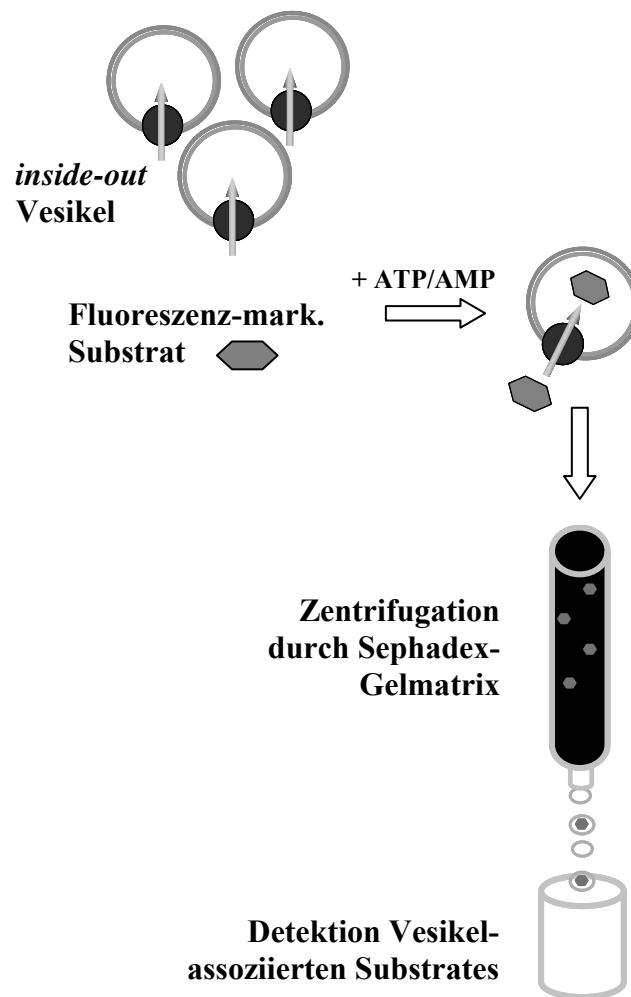 inside-out
Vesikel
+ ATP/AMP
Fluoreszenz-mark.
Substrat
Zentrifugation
durch Sephadex-
Gelmatrix
Detektion Vesikel-
assoziierten Substrates